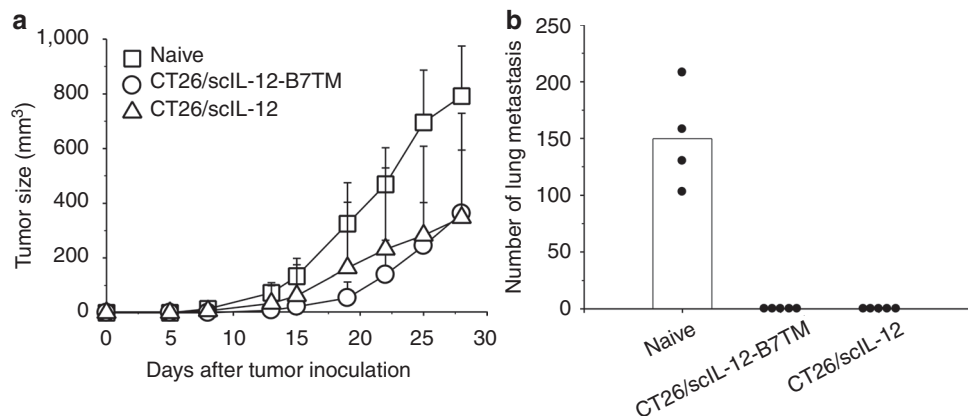 a
1,000
800
600
400
200
0
Tumor size (mm³)
Naive
CT26/scIL-12-B7TM
CT26/scIL-12
0 5 10 15 20 25 30
Days after tumor inoculation
b
250
200
150
100
50
0
Number of lung metastasis
Naive
CT26/scIL-12-B7TM
CT26/scIL-12